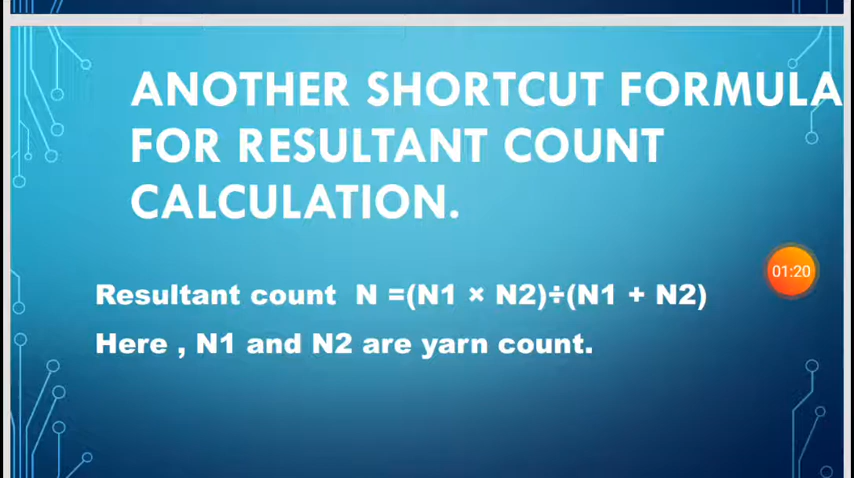 ANOTHER SHORTCUT FORMULA
FOR RESULTANT COUNT
CALCULATION.
Resultant count N =(N1 × N2)÷(N1 + N2)
01:20
Here , N1 and N2 are yarn count.